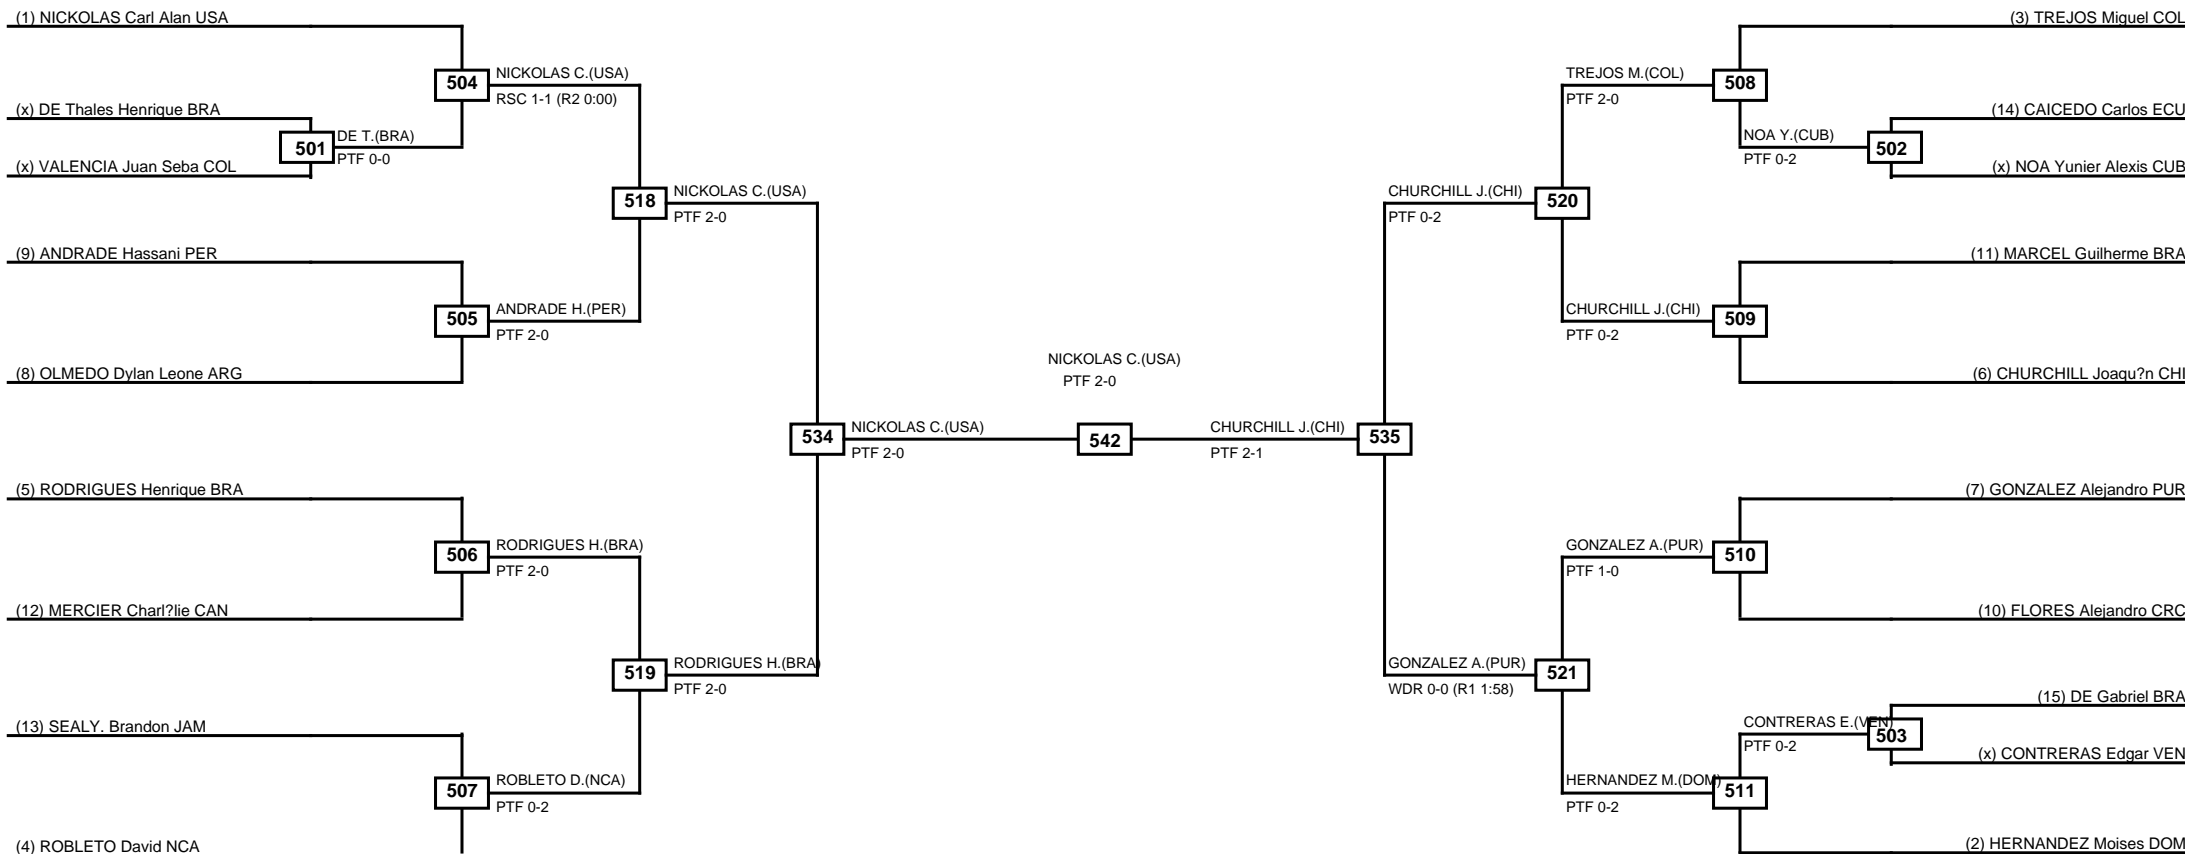 (1) NICKOLAS Carl Alan USA
(3) TREJOS Miguel COL
504
NICKOLAS C.(USA)
RSC 1-1 (R2 0:00)
TREJOS M.(COL)
PTF 2-0
508
(x) DE Thales Henrique BRA
(14) CAICEDO Carlos ECU
501
DE T.(BRA)
PTF 0-0
NOA Y.(CUB)
PTF 0-2
502
(x) VALENCIA Juan Seba COL
(x) NOA Yunier Alexis CUB
518
NICKOLAS C.(USA)
PTF 2-0
CHURCHILL J.(CHI)
PTF 0-2
520
(9) ANDRADE Hassani PER
(11) MARCEL Guilherme BRA
505
ANDRADE H.(PER)
PTF 2-0
CHURCHILL J.(CHI)
PTF 0-2
509
(8) OLMEDO Dylan Leone ARG
(6) CHURCHILL Joaqu?n CHI
NICKOLAS C.(USA)
PTF 2-0
534
NICKOLAS C.(USA)
PTF 2-0
542
CHURCHILL J.(CHI)
PTF 2-1
535
(5) RODRIGUES Henrique BRA
(7) GONZALEZ Alejandro PUR
506
RODRIGUES H.(BRA)
PTF 2-0
GONZALEZ A.(PUR)
PTF 1-0
510
(12) MERCIER Charl?lie CAN
(10) FLORES Alejandro CRC
519
RODRIGUES H.(BRA)
PTF 2-0
GONZALEZ A.(PUR)
WDR 0-0 (R1 1:58)
521
(15) DE Gabriel BRA
(13) SEALY. Brandon JAM
CONTRERAS E.(VEN)
PTF 0-2
503
(x) CONTRERAS Edgar VEN
507
ROBLETO D.(NCA)
PTF 0-2
HERNANDEZ M.(DOM)
PTF 0-2
511
(4) ROBLETO David NCA
(2) HERNANDEZ Moises DOM